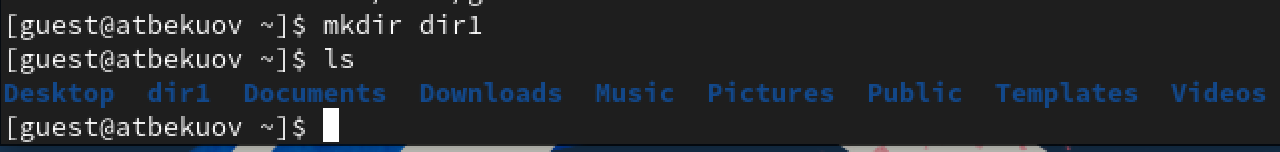 [guest@atbekuov ~]$ mkdir dir1
[guest@atbekuov ~]$ ls
Desktop  dir1  Documents  Downloads  Music  Pictures  Public  Templates  Videos
[guest@atbekuov ~]$